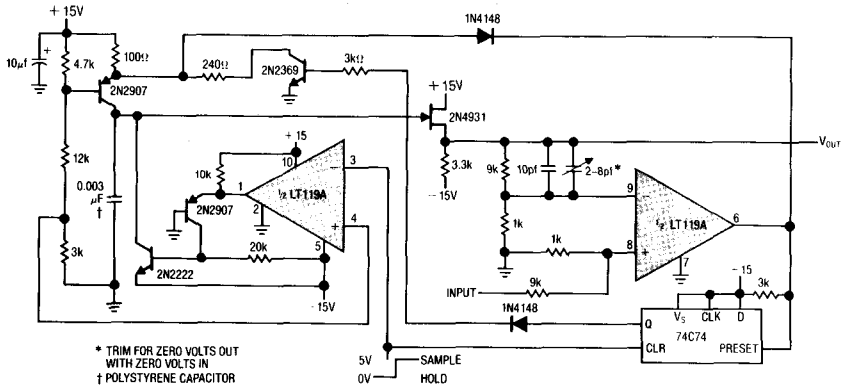 + 15V
1N4148
10µf
+
4.7k
100Ω
240Ω
2N2369
3kΩ
2N2907
+ 15V
2N4931
VOUT
12k
+ 15
10k
10
3
1
½ LT119A
–
2
+
4
5
2N2907
0.003
µF
†
3k
20k
2N2222
- 15V
3.3k
– 15V
9k
10pf
2–8pf*
9
–
½ LT119A
6
1k
1k
8
+
7
INPUT
9k
1N4148
– 15
3k
VS
CLK
D
Q
74C74
CLR
PRESET
5V
SAMPLE
0V
HOLD
* TRIM FOR ZERO VOLTS OUT
WITH ZERO VOLTS IN
† POLYSTYRENE CAPACITOR